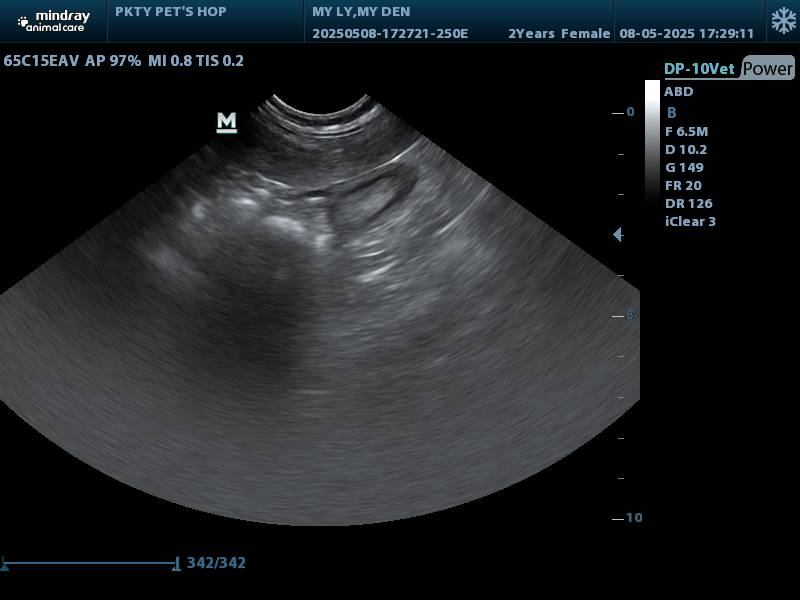 mindray
animal care
PKTY PET'S HOP
MY LY,MY DEN
20250508-172721-250E 2Years Female 08-05-2025 17:29:11
65C15EAV AP 97% MI 0.8 TIS 0.2
DP-10Vet Power
ABD
B
F 6.5M
D 10.2
G 149
FR 20
DR 126
iClear 3
M
0
5
10
342/342